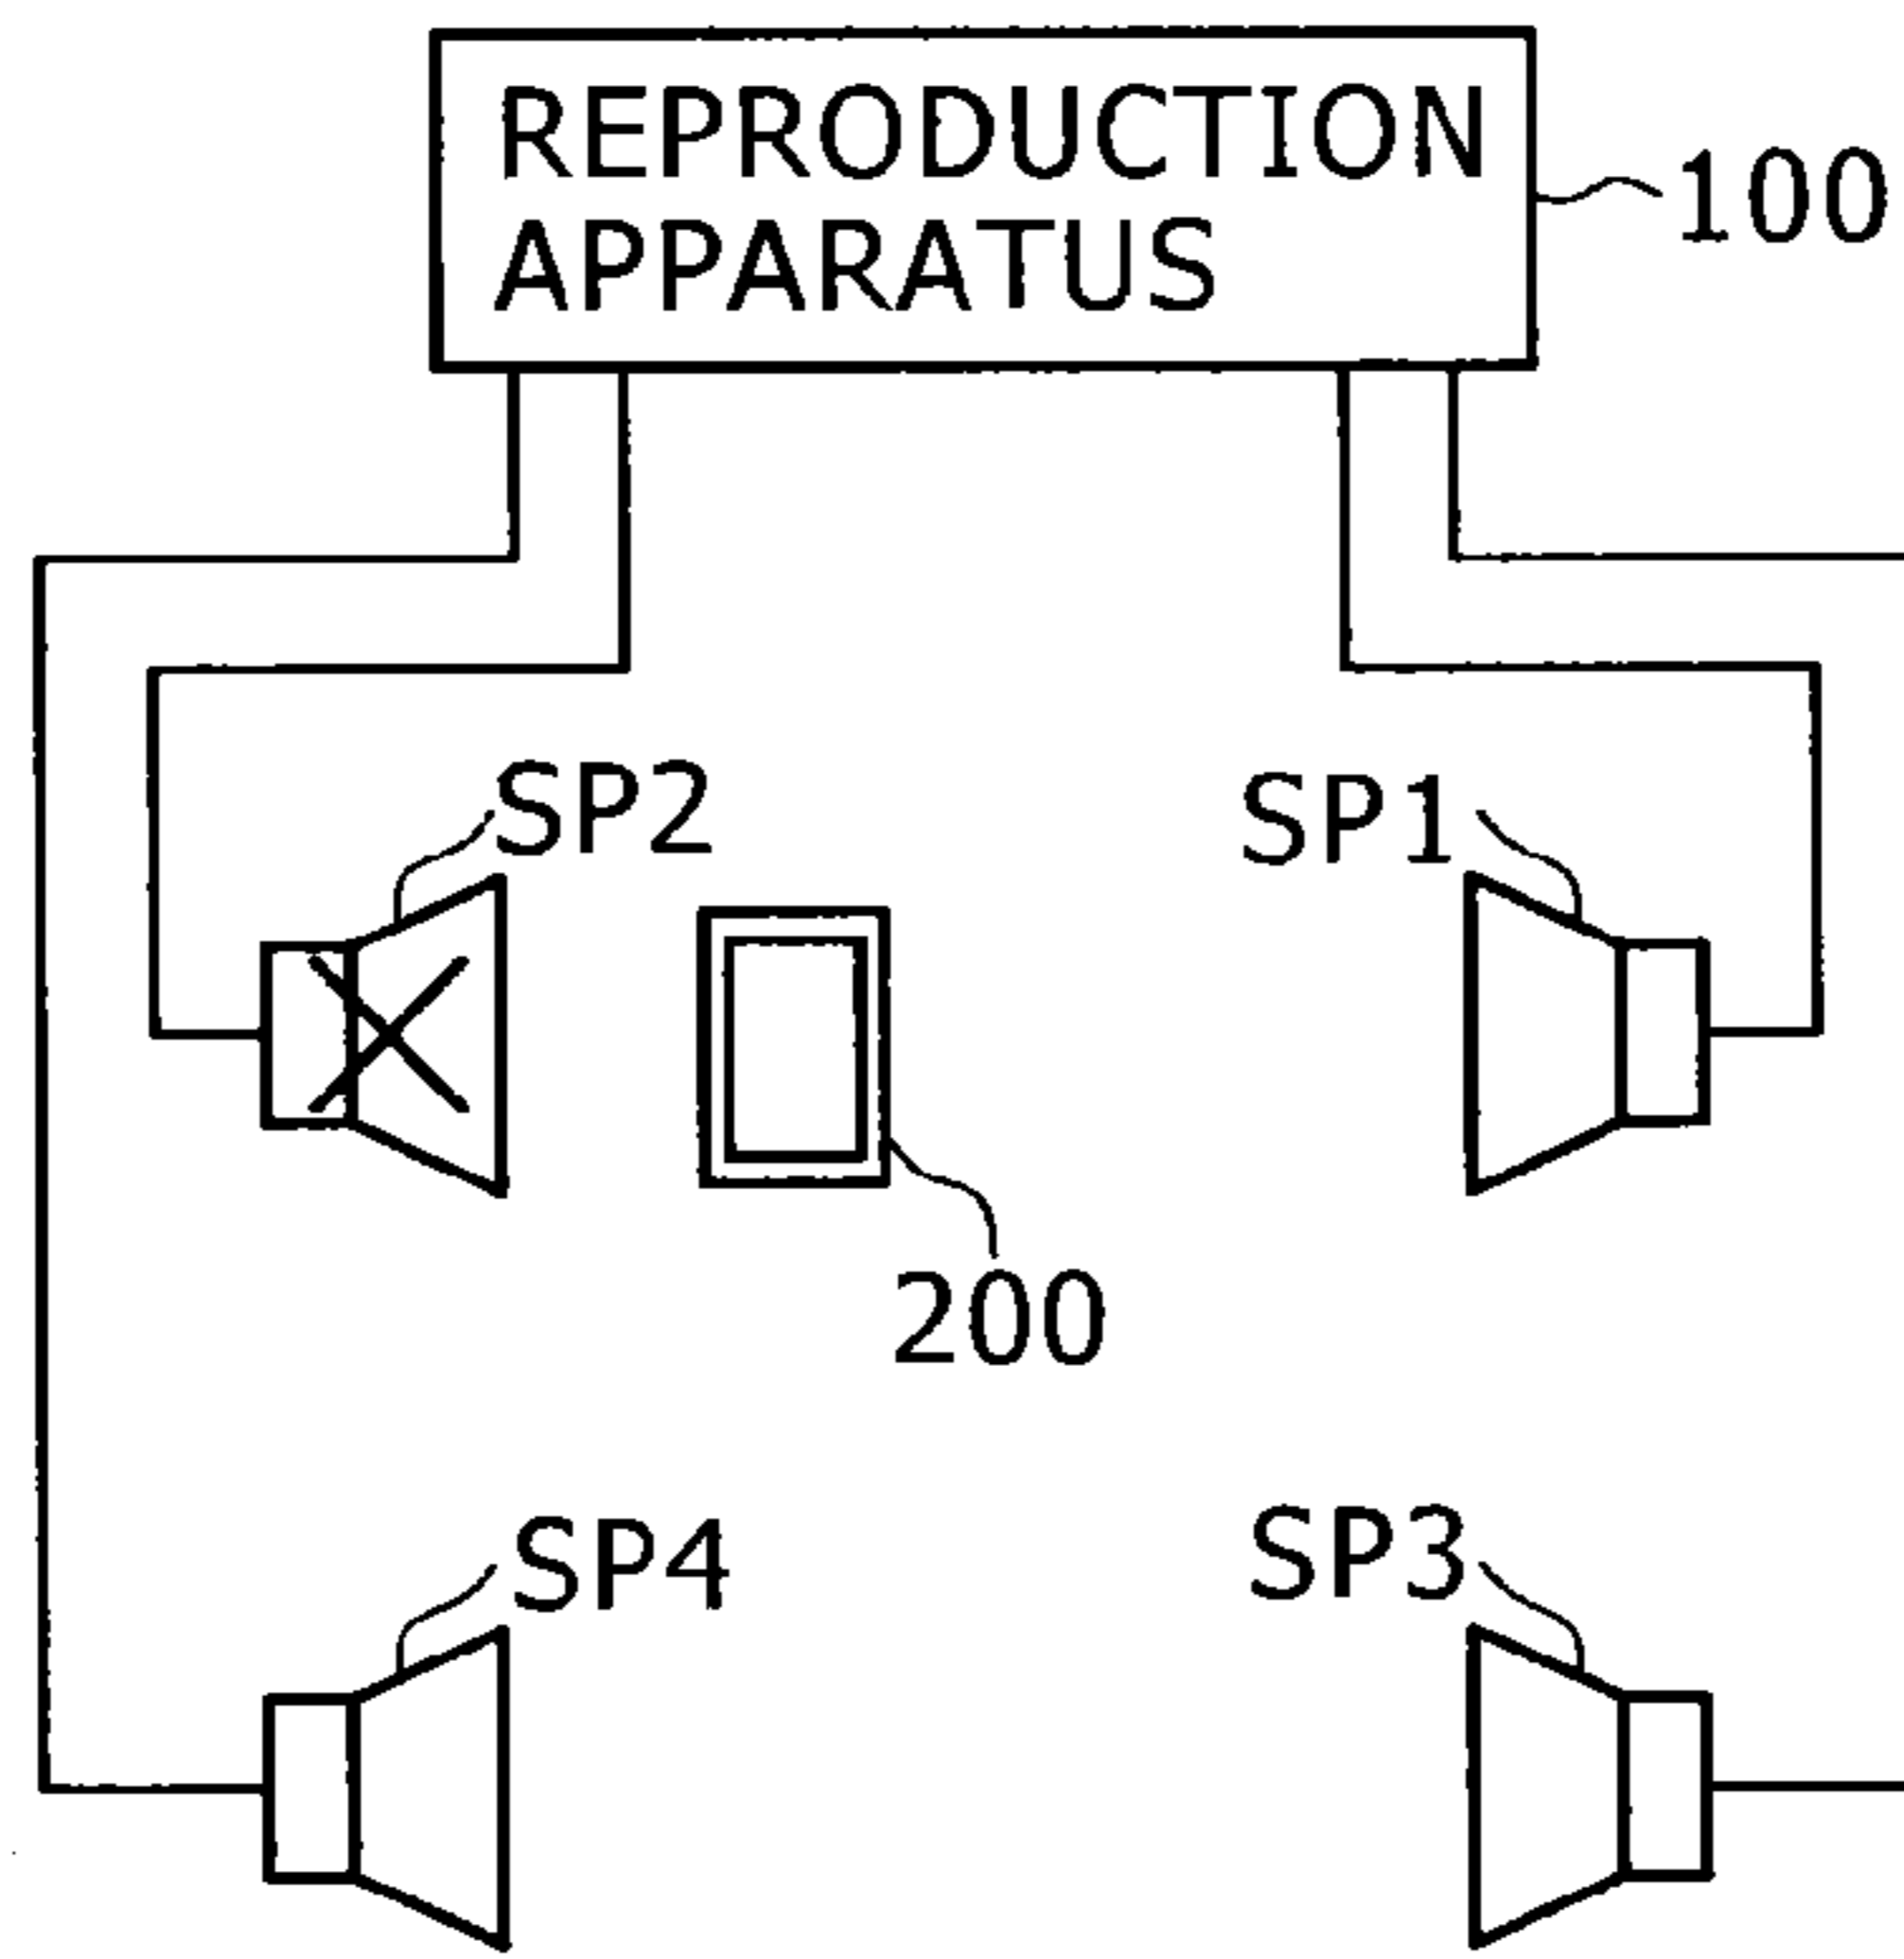 REPRODUCTION
APPARATUS
100
SP2
SP1
200
SP4
SP3